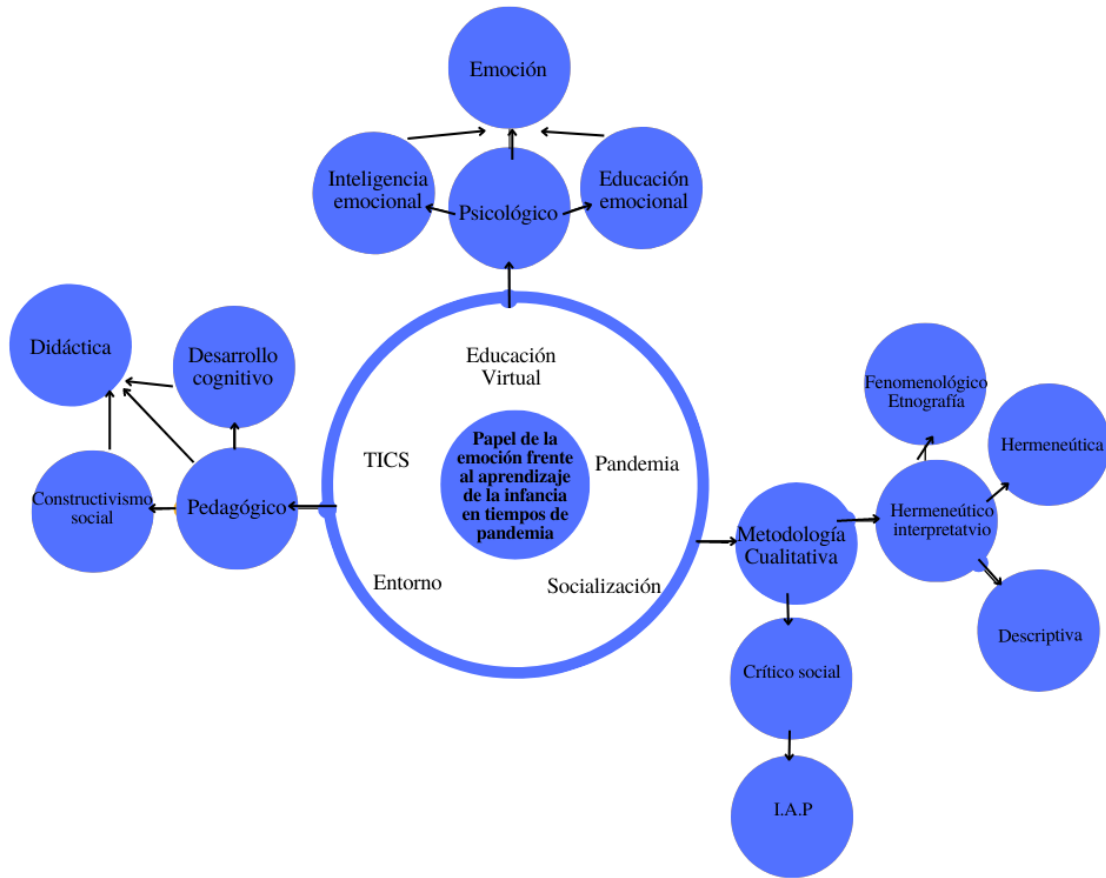 Emoción
Inteligencia
emocional
Psicológico
Educación
emocional
Didáctica
Desarrollo
cognitivo
Constructivismo
social
Pedagógico
Educación
Virtual
TICS
Papel de la
emoción frente
al aprendizaje
de la infancia
en tiempos de
pandemia
Pandemia
Entorno
Socialización
Metodología
Cualitativa
Fenomenológico
Etnografía
Hermeneútica
Hermeneútico
interpretatvio
Descriptiva
Crítico social
I.A.P